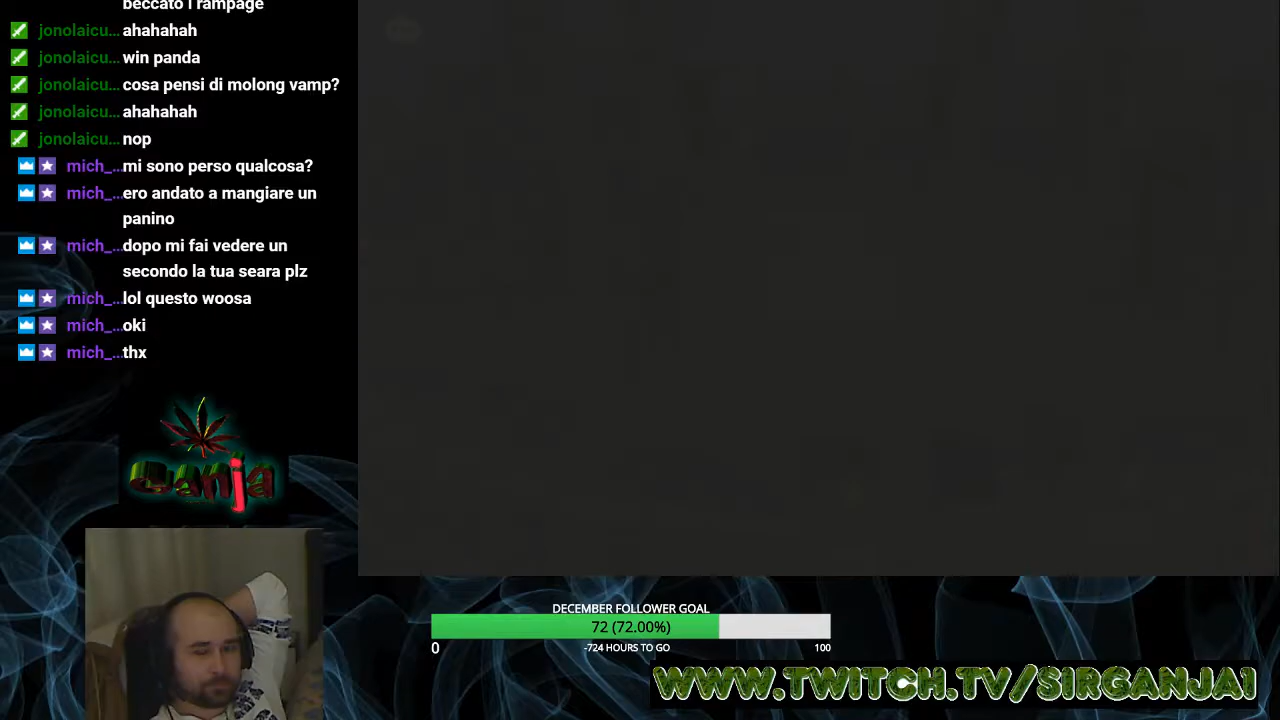 beccato i rampage
jonolaicu... ahahahah
jonolaicu... win panda
jonolaicu... cosa pensi di molong vamp?
jonolaicu... ahahahah
jonolaicu... nop
mich_... mi sono perso qualcosa?
mich_... ero andato a mangiare un
panino
mich_... dopo mi fai vedere un
secondo la tua seara plz
mich_... lol questo woosa
mich_... oki
mich_... thx
Ganja
DECEMBER FOLLOWER GOAL
72 (72.00%)
0 -724 HOURS TO GO 100
WWW.TWITCH.TV/SIRGANJA1